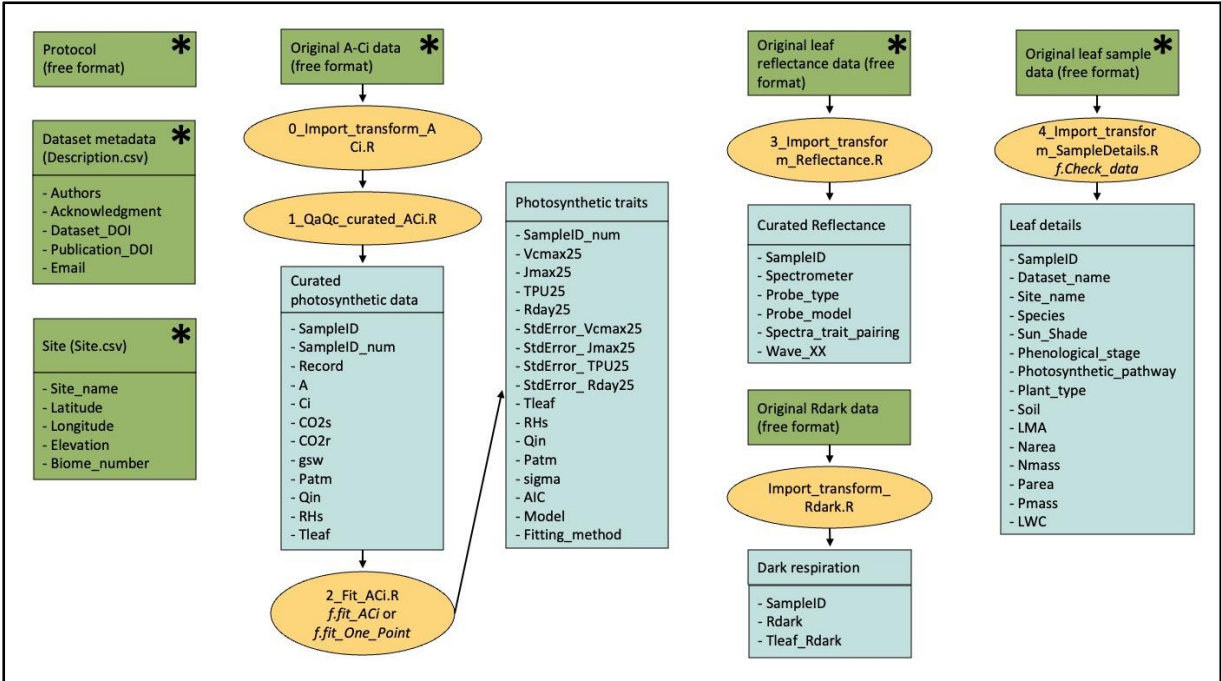 Protocol
(free format)
*
Dataset metadata
(Description.csv)
*
- Authors
- Acknowledgment
- Dataset_DOI
- Publication_DOI
- Email
Site (Site.csv)
*
- Site_name
- Latitude
- Longitude
- Elevation
- Biome_number
Original A-Ci data
(free format)
*
0_Import_transform_A
Ci.R
1_QaQc_curated_ACi.R
Curated
photosynthetic data
- SampleID
- SampleID_num
- Record
- A
- Ci
- CO2s
- CO2r
- gsw
- Patm
- Qin
- RHs
- Tleaf
2_Fit_ACi.R
f.fit_ACi or
f.fit_One_Point
Photosynthetic traits
- SampleID_num
- Vcmax25
- Jmax25
- TPU25
- Rday25
- StdError_Vcmax25
- StdError_ Jmax25
- StdError_ TPU25
- StdError_ Rday25
- Tleaf
- RHs
- Qin
- Patm
- sigma
- AIC
- Model
- Fitting_method
Original leaf
reflectance data (free
format)
*
3_Import_transfor
m_Reflectance.R
Curated Reflectance
- SampleID
- Spectrometer
- Probe_type
- Probe_model
- Spectra_trait_pairing
- Wave_XX
Original Rdark data
(free format)
Import_transform_
Rdark.R
Dark respiration
- SampleID
- Rdark
- Tleaf_Rdark
Original leaf sample
data (free format)
*
4_Import_transfor
m_SampleDetails.R
f.Check_data
Leaf details
- SampleID
- Dataset_name
- Site_name
- Species
- Sun_Shade
- Phenological_stage
- Photosynthetic_pathway
- Plant_type
- Soil
- LMA
- Narea
- Nmass
- Parea
- Pmass
- LWC